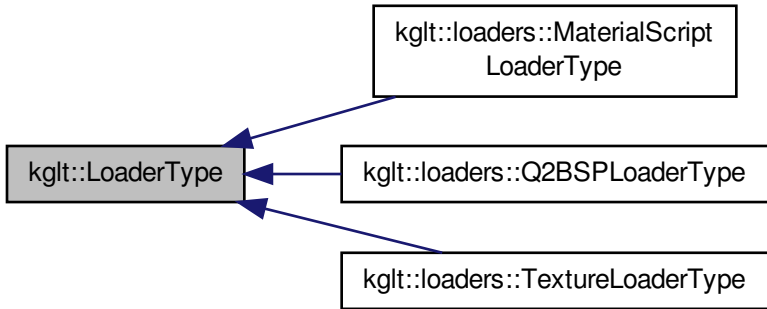 kglt::loaders::MaterialScript
LoaderType
kglt::LoaderType
kglt::loaders::Q2BSPLoaderType
kglt::loaders::TextureLoaderType